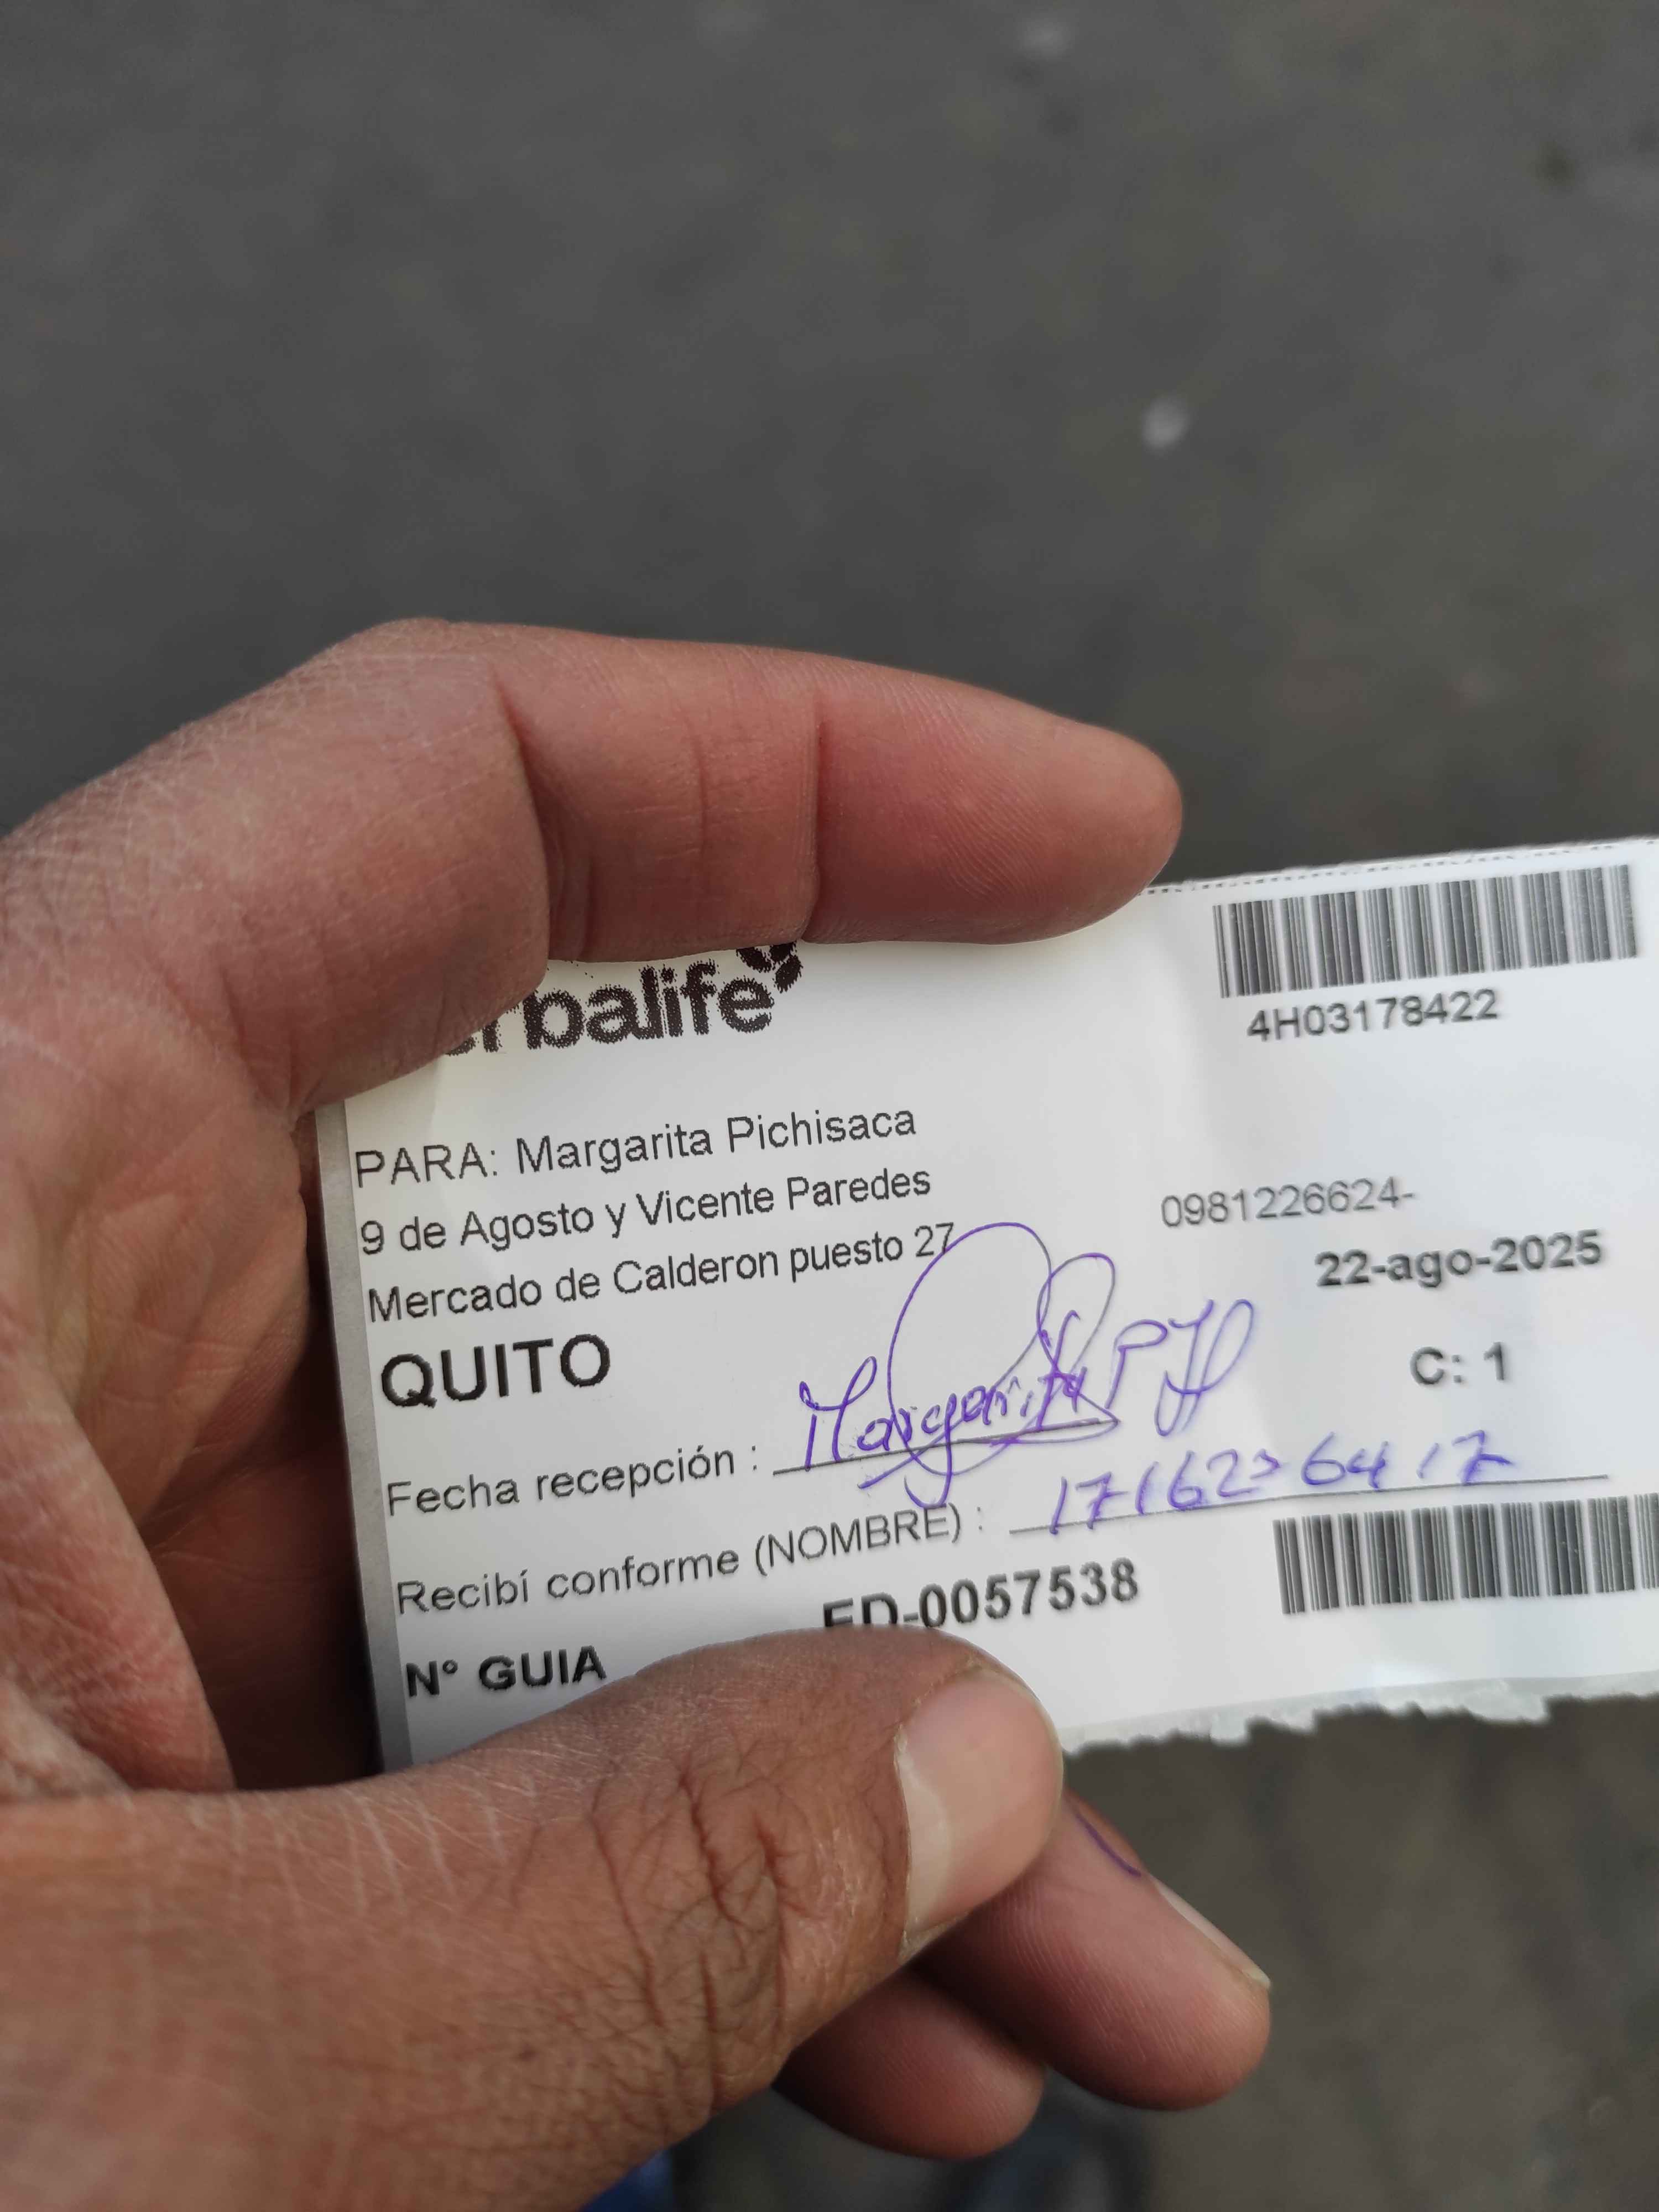 erbalife
4H03178422
PARA: Margarita Pichisaca
9 de Agosto y Vicente Paredes
0981226624-
Mercado de Calderon puesto 27
22-ago-2025
QUITO
C: 1
Fecha recepción : Margarita P
Recibí conforme (NOMBRE) :
N° GUIA ED-0057538